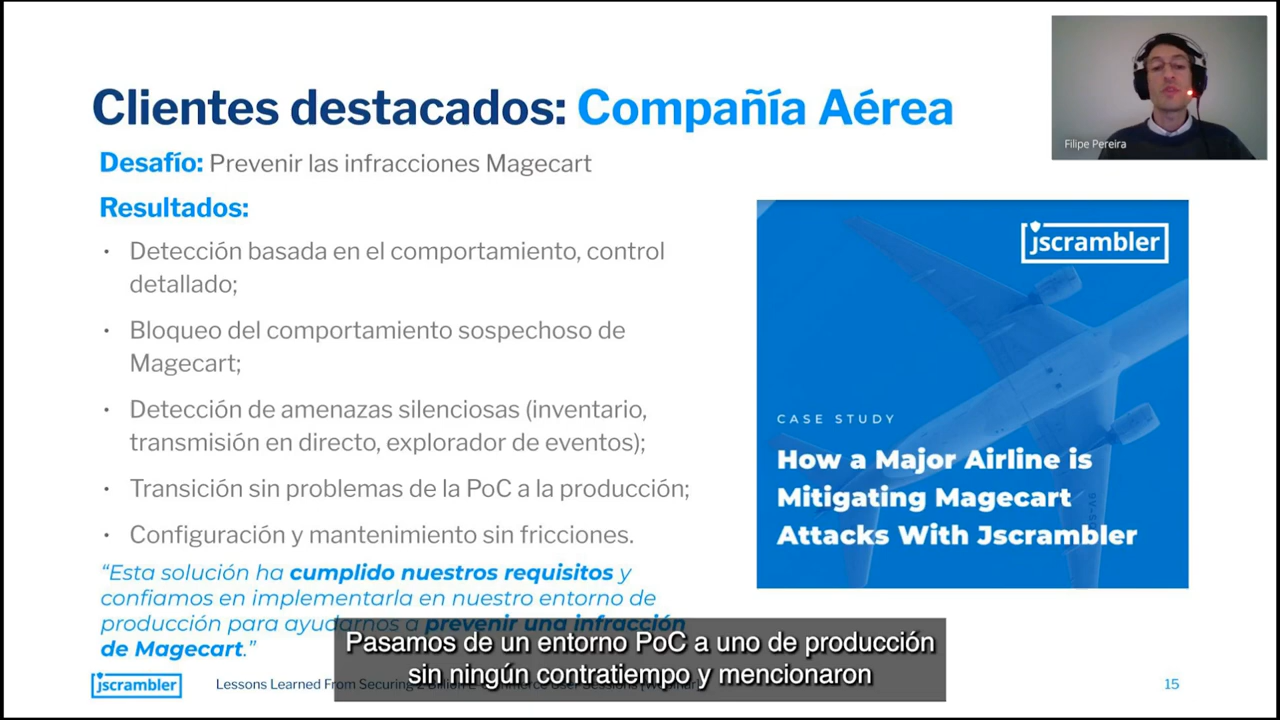 Clientes destacados: Compañía Aérea
Filipe Pereira
Desafío: Prevenir las infracciones Magecart
Resultados:
• Detección basada en el comportamiento, control
detallado;
• Bloqueo del comportamiento sospechoso de
Magecart;
• Detección de amenazas silenciosas (inventario,
transmisión en directo, explorador de eventos);
• Transición sin problemas de la PoC a la producción;
• Configuración y mantenimiento sin fricciones.
“Esta solución ha cumplido nuestros requisitos y
confiamos en implementarla en nuestro entorno de
producción para ayudarnos a prevenir una infracción
de Magecart.”
jscrambler
CASE STUDY
How a Major Airline is
Mitigating Magecart
Attacks With Jscrambler
Pasamos de un entorno PoC a uno de producción
sin ningún contratiempo y mencionaron
jscrambler
Lessons Learned From Securing
15